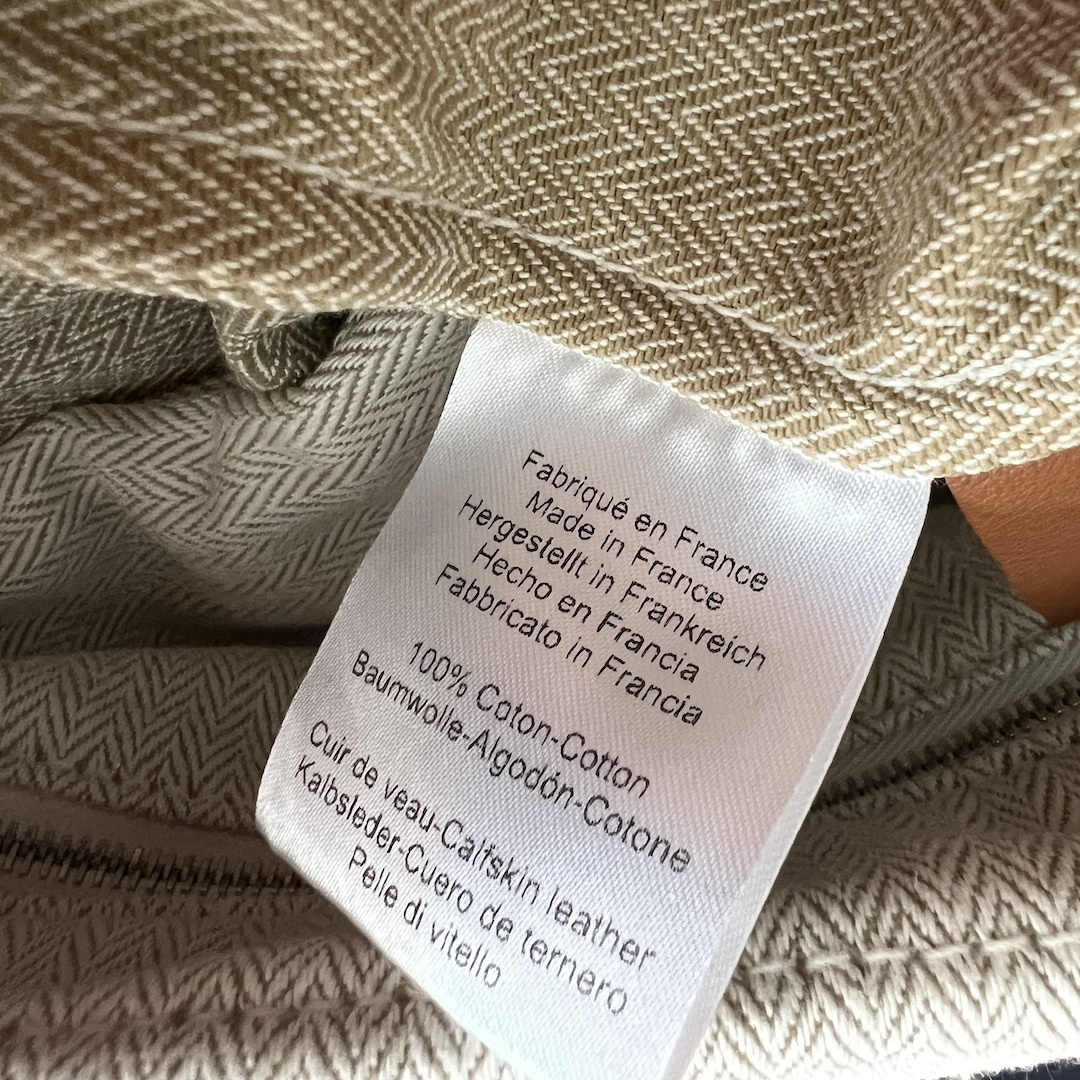 Fabriqué en France
Made in France
Hergestellt in Frankreich
Hecho en Francia
Fabbricato in Francia
100% Coton-Cotton
Baumwolle-Algodón-Cotone
Cuir de veau-Calfskin leather
Kalbsleder-Cuero de ternero
Pelle di vitello